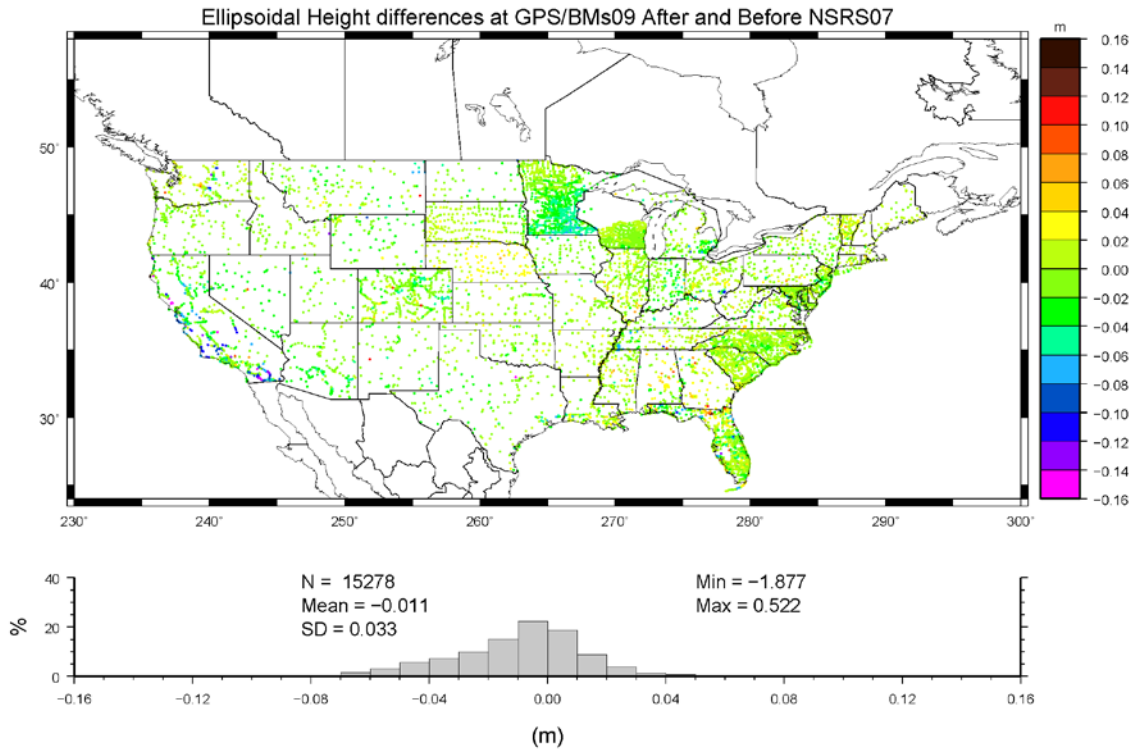 Ellipsoidal Height differences at GPS/BMs09 After and Before NSRS07
m
0.16
0.14
0.12
0.10
0.08
0.06
0.04
0.02
0.00
−0.02
−0.04
−0.06
−0.08
−0.10
−0.12
−0.14
−0.16
50˚
40˚
30˚
230˚ 240˚ 250˚ 260˚ 270˚ 280˚ 290˚ 300˚
N = 15278
Mean = −0.011
SD = 0.033
Min = −1.877
Max = 0.522
%
40
20
0
−0.16 −0.12 −0.08 −0.04 0.00 0.04 0.08 0.12 0.16
(m)